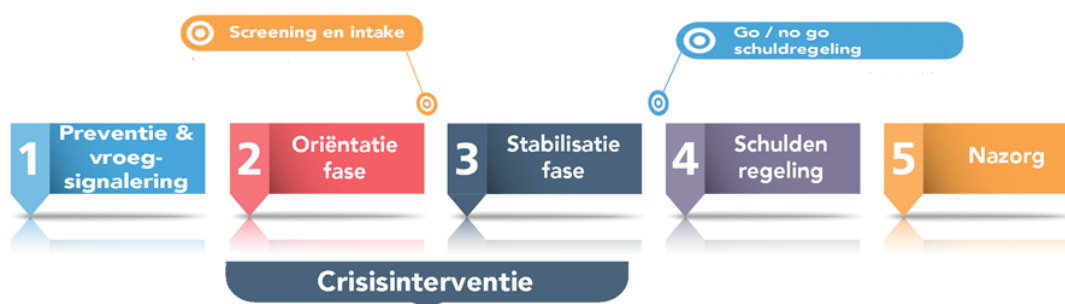 Screening en intake
Go / no go
schuldregeling
1
Preventie &
vroeg-
signalering
2
Oriëntatie
fase
3
Stabilisatie
fase
4
Schulden
regeling
5
Nazorg
Crisisinterventie